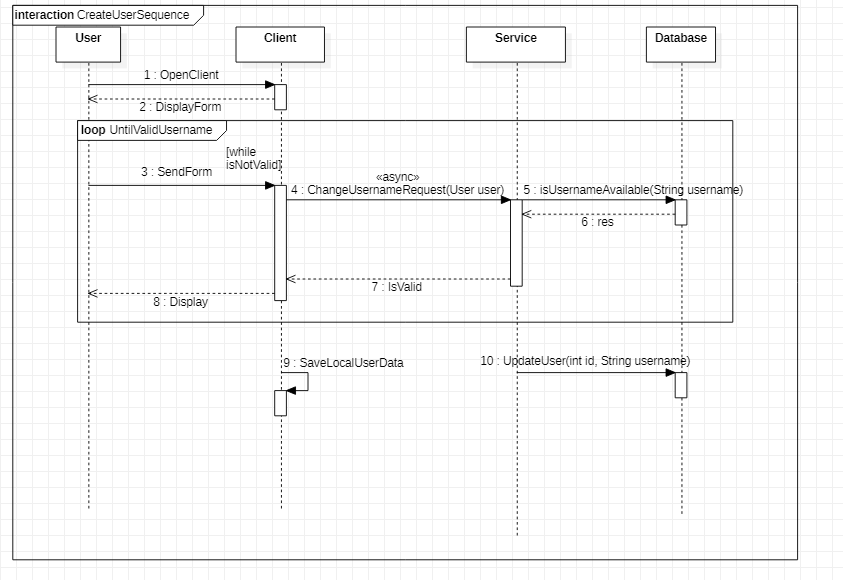 interaction CreateUserSequence
User
Client
Service
Database
1 : OpenClient
2 : DisplayForm
loop UntilValidUsername
[while
isNotValid]
3 : SendForm
«async»
4 : ChangeUsernameRequest(User user)
5 : isUsernameAvailable(String username)
6 : res
7 : IsValid
8 : Display
9 : SaveLocalUserData
10 : UpdateUser(int id, String username)